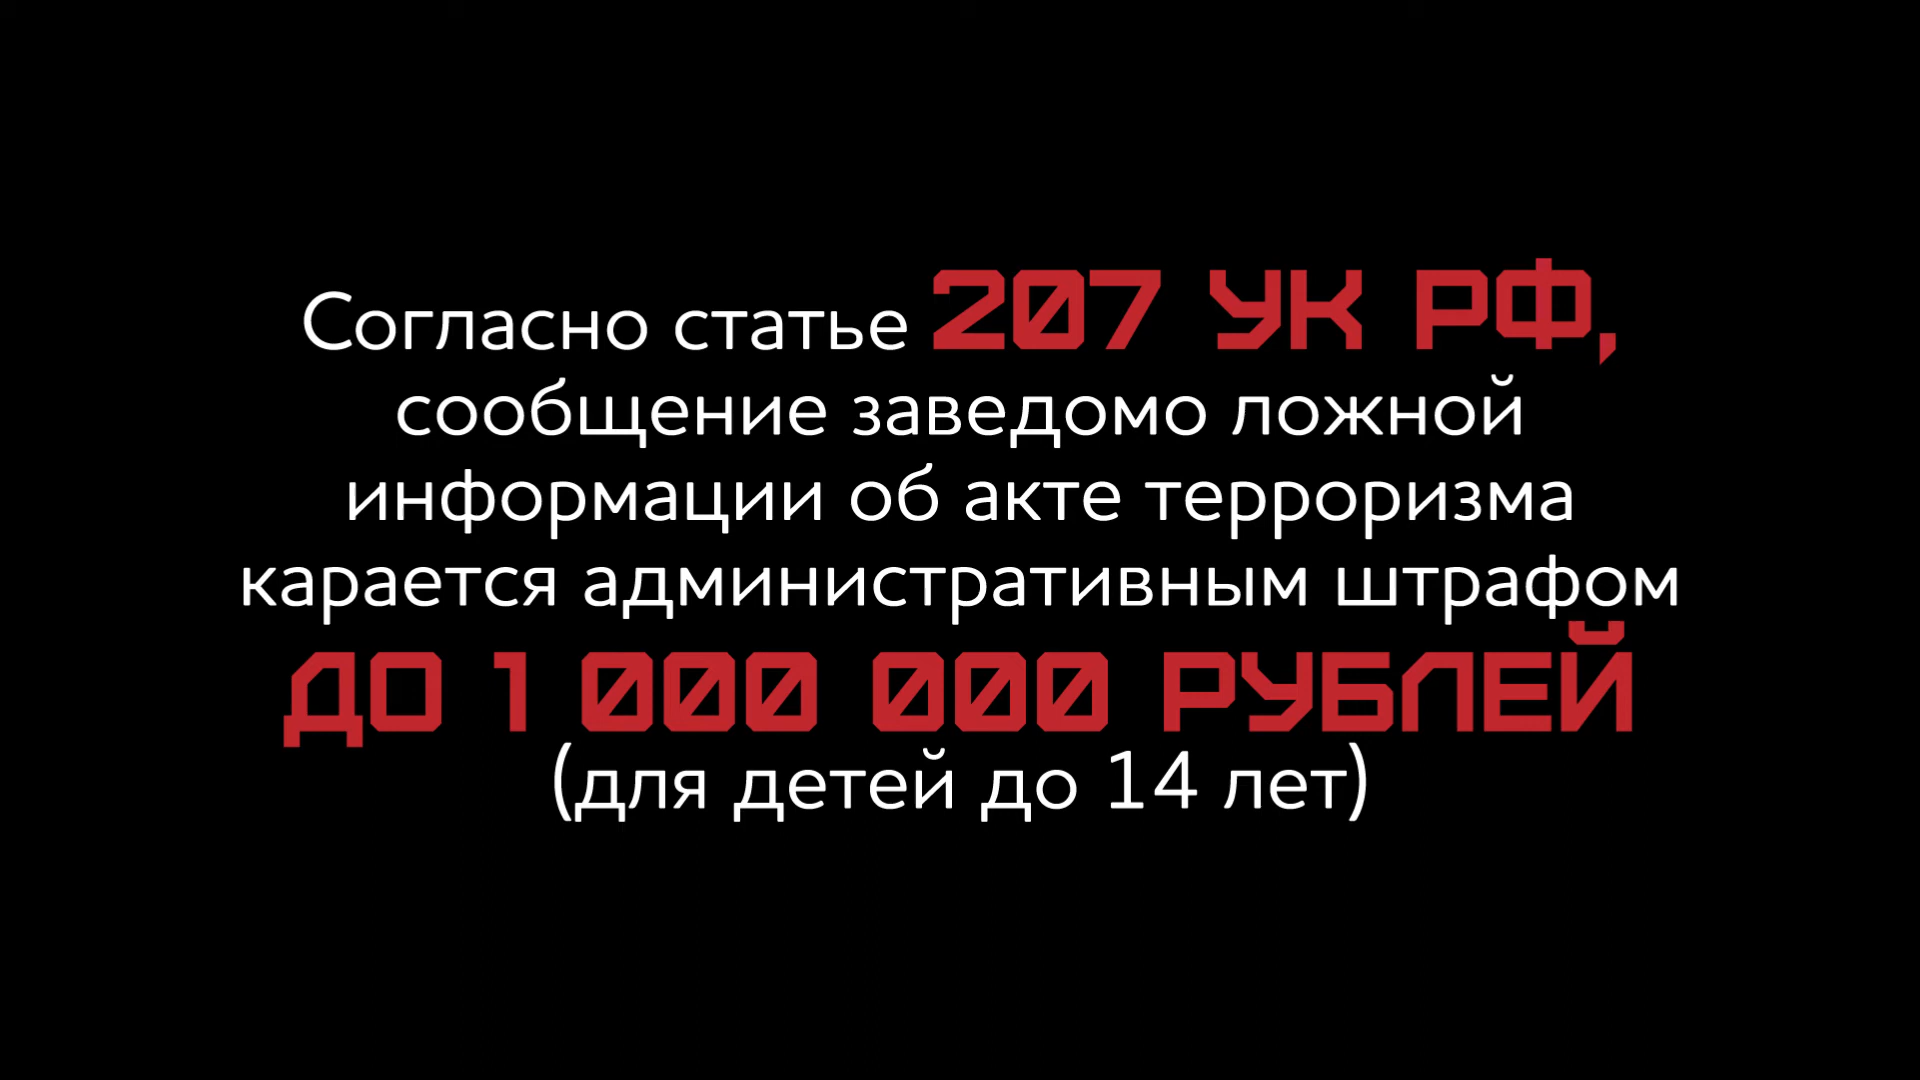 Согласно статье 207 УК РФ,
сообщение заведомо ложной
информации об акте терроризма
карается административным штрафом
ДО 1 000 000 РУБЛЕЙ
(для детей до 14 лет)